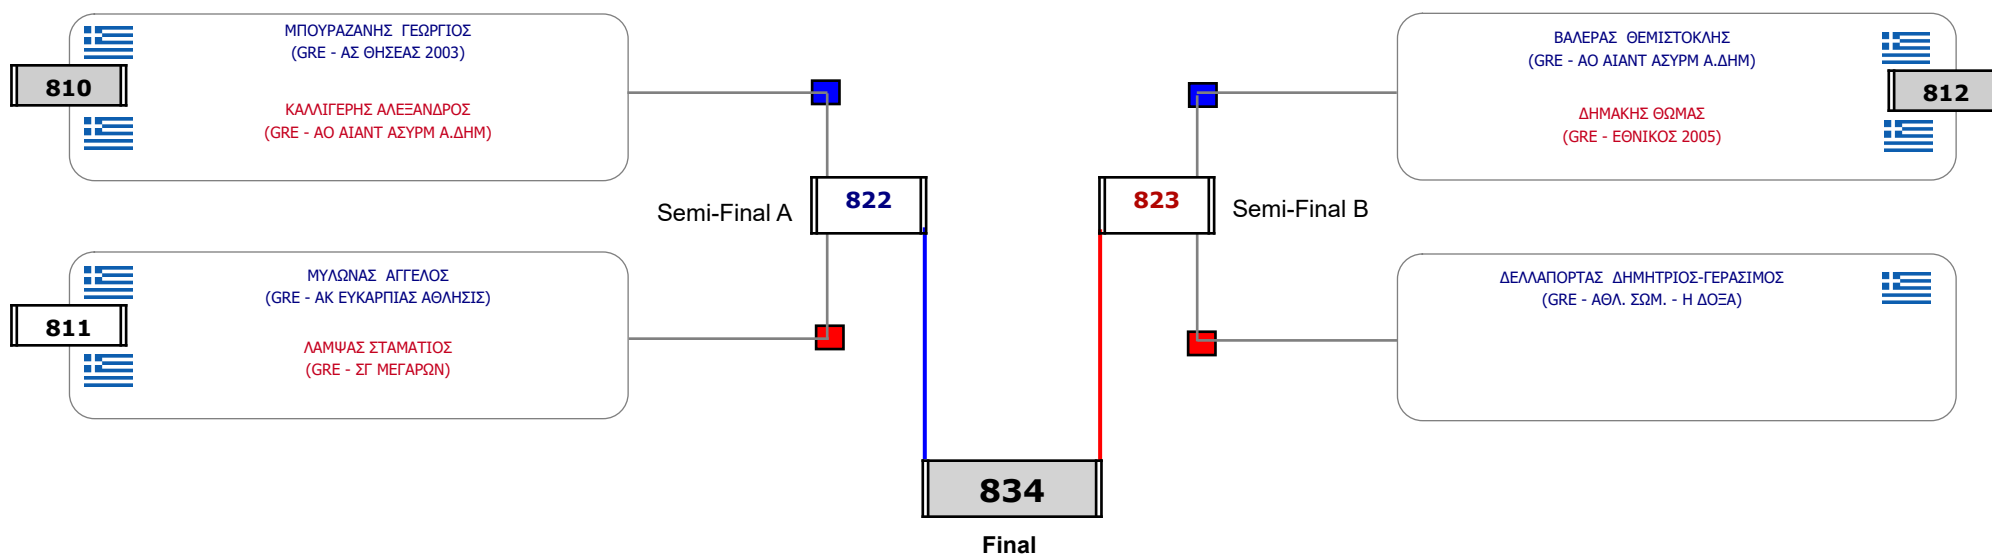 ΜΠΟΥΡΑΖΑΝΗΣ ΓΕΩΡΓΙΟΣ
(GRE - ΑΣ ΘΗΣΕΑΣ 2003)
810
ΚΑΛΛΙΓΕΡΗΣ ΑΛΕΞΑΝΔΡΟΣ
(GRE - ΑΟ ΑΙΑΝΤ ΑΣΥΡΜ Α.ΔΗΜ)
ΒΑΛΕΡΑΣ ΘΕΜΙΣΤΟΚΛΗΣ
(GRE - ΑΟ ΑΙΑΝΤ ΑΣΥΡΜ Α.ΔΗΜ)
812
ΔΗΜΑΚΗΣ ΘΩΜΑΣ
(GRE - ΕΘΝΙΚΟΣ 2005)
Semi-Final A
822
823
Semi-Final B
ΜΥΛΩΝΑΣ ΑΓΓΕΛΟΣ
(GRE - ΑΚ ΕΥΚΑΡΠΙΑΣ ΑΘΛΗΣΙΣ)
811
ΛΑΜΨΑΣ ΣΤΑΜΑΤΙΟΣ
(GRE - ΣΓ ΜΕΓΑΡΩΝ)
ΔΕΛΛΑΠΟΡΤΑΣ ΔΗΜΗΤΡΙΟΣ-ΓΕΡΑΣΙΜΟΣ
(GRE - ΑΘΛ. ΣΩΜ. - Η ΔΟΞΑ)
834
Final